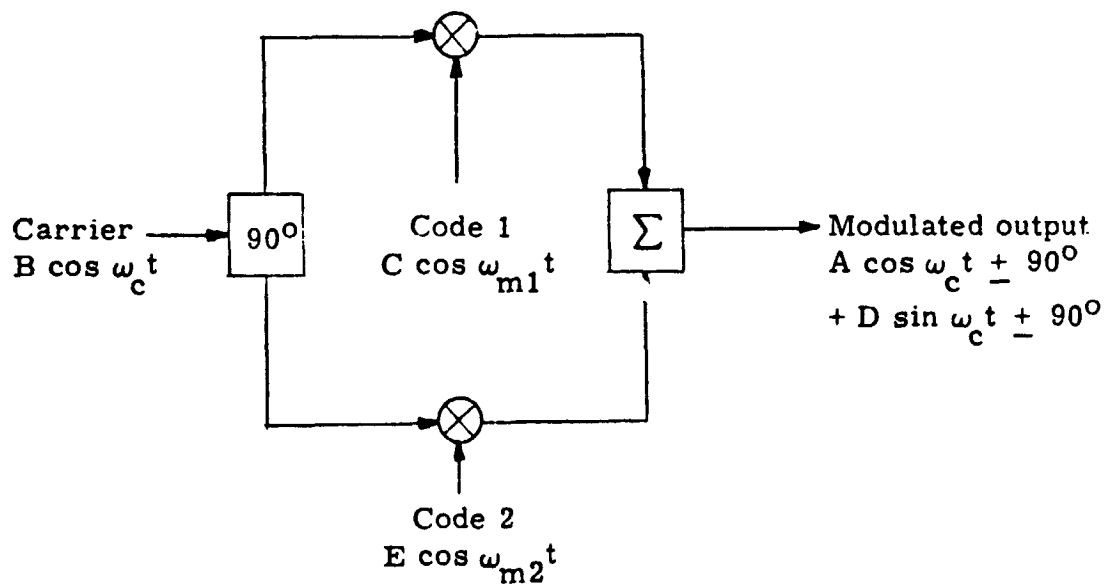 Carrier
B cos ω_c t
90°
Code 1
C cos ω_m1 t
Σ
Modulated output
A cos ω_c t ± 90°
+ D sin ω_c t ± 90°
Code 2
E cos ω_m2 t